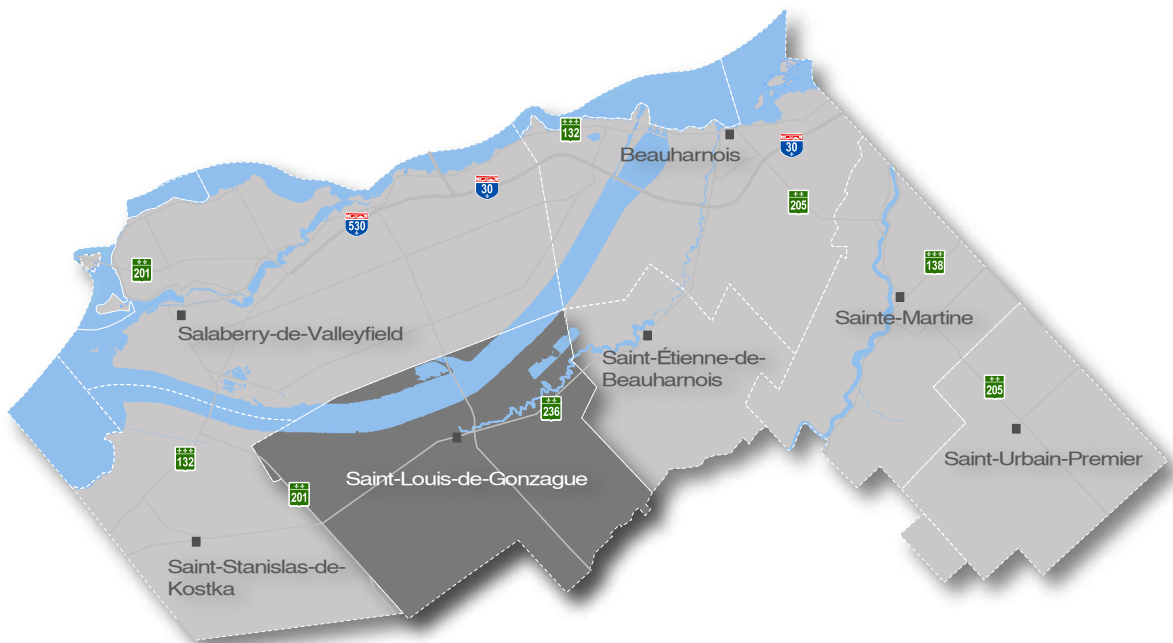 132
Beauharnois
30
30
205
530
201
138
Salaberry-de-Valleyfield
Sainte-Martine
Saint-Étienne-de-
Beauharnois
205
236
132
Saint-Urbain-Premier
Saint-Louis-de-Gonzague
201
Saint-Stanislas-de-
Kostka